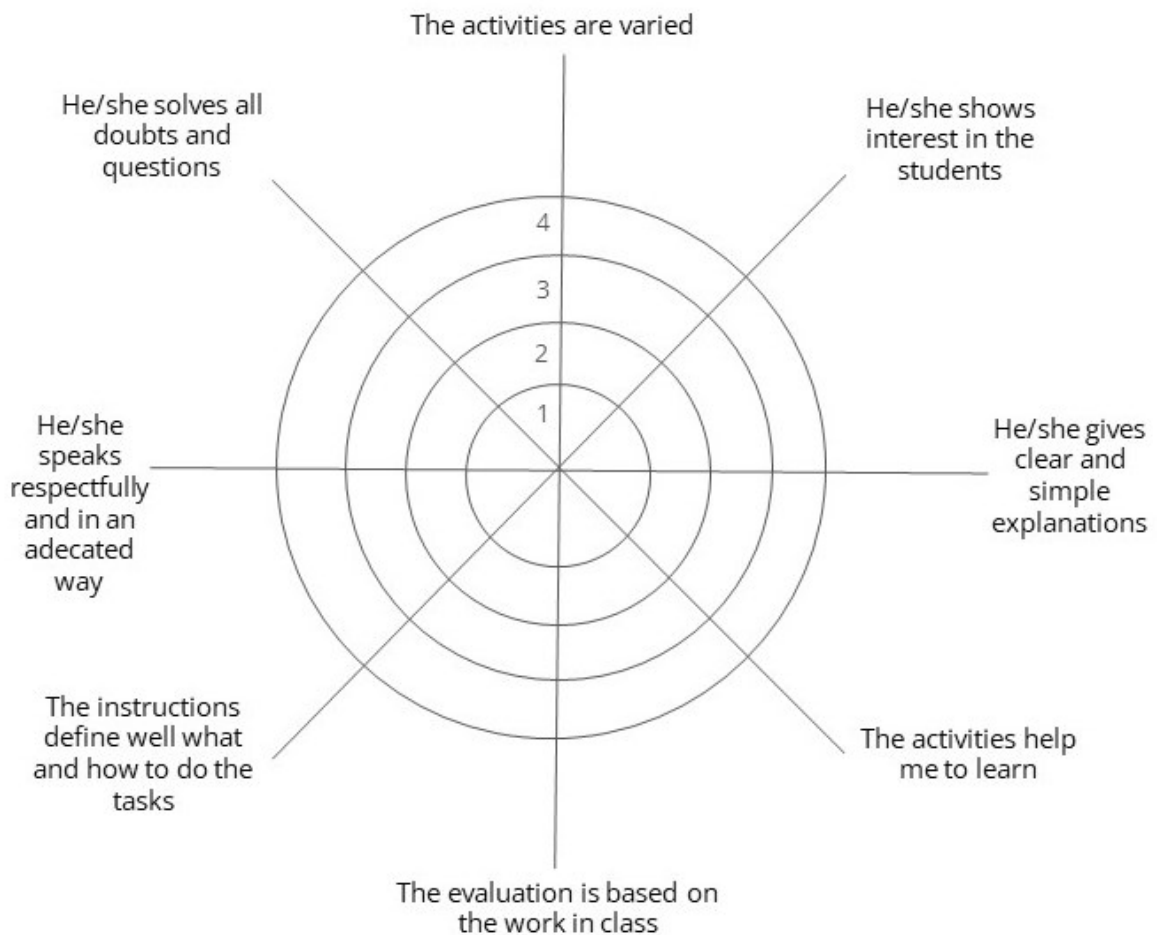 The activities are varied
He/she solves all
doubts and
questions
He/she shows
interest in the
students
4
3
2
1
He/she
speaks
respectfully
and in an
adecated
way
He/she gives
clear and
simple
explanations
The instructions
define well what
and how to do the
tasks
The activities help
me to learn
The evaluation is based on
the work in class